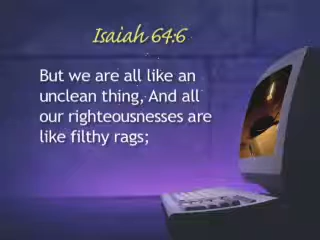 Isaiah 64:6
But we are all like an
unclean thing, And all
our righteousnesses are
like filthy rags;